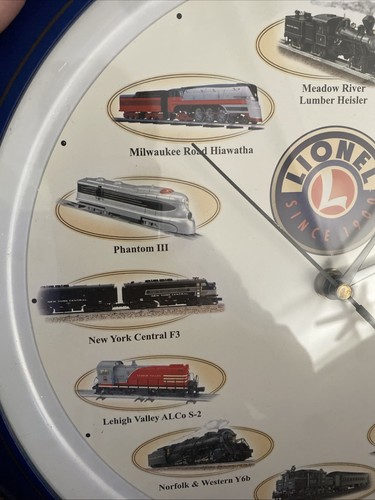 Meadow River
Lumber Heisler
Milwaukee Road Hiawatha
LIONEL
L
SINCE 1900
Phantom III
New York Central F3
Lehigh Valley ALCo S-2
Norfolk & Western Y6b